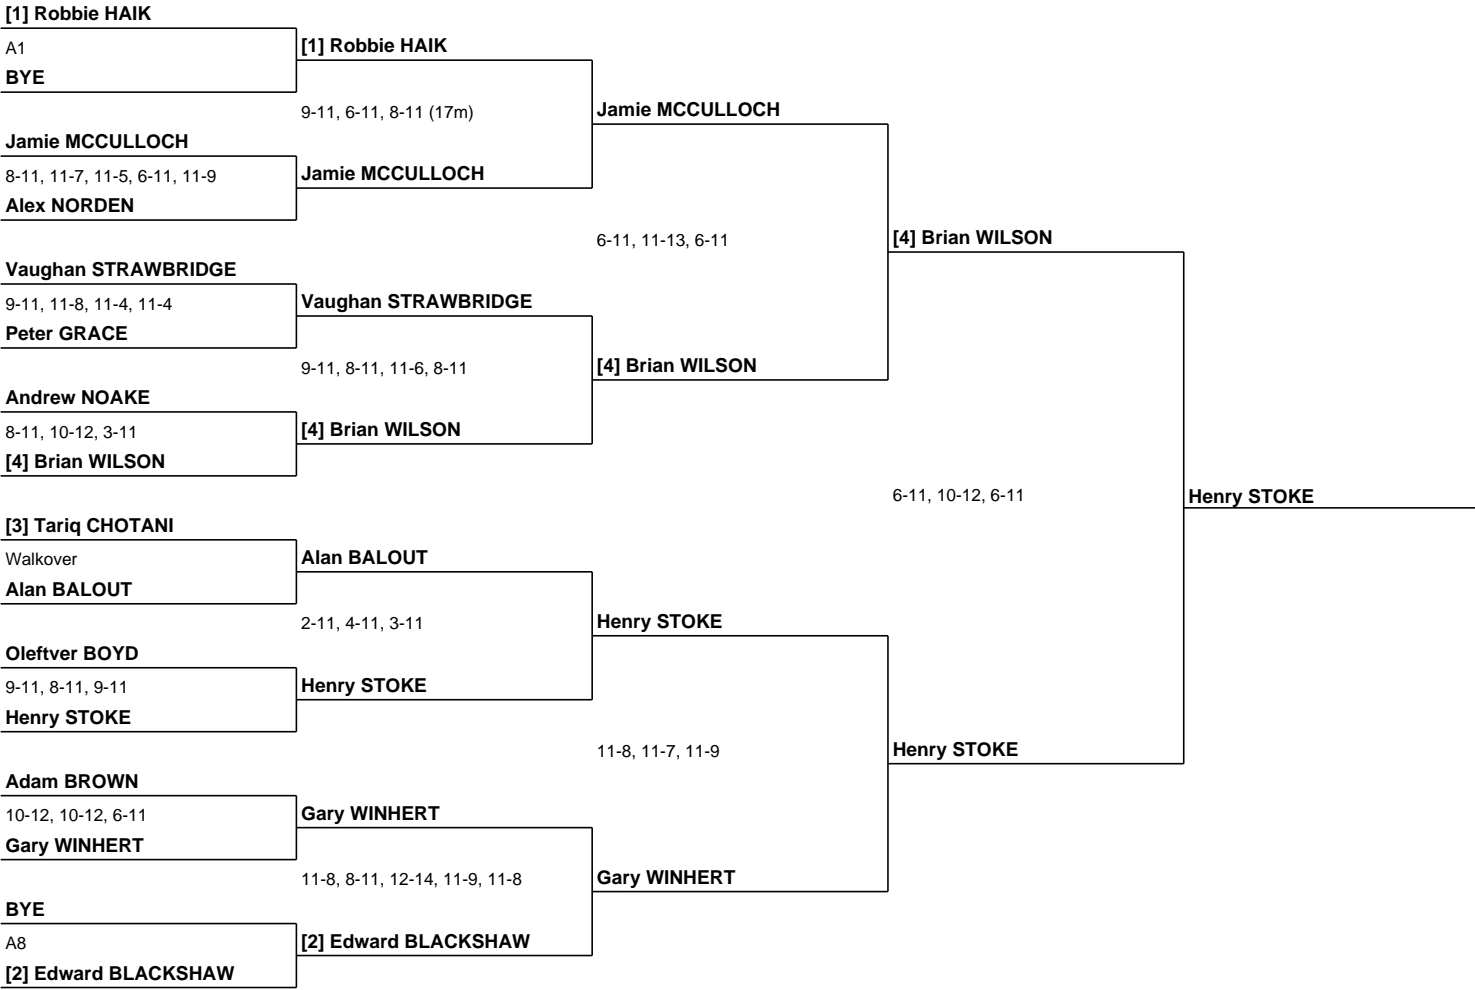 [1] Robbie HAIK
A1
BYE
Jamie MCCULLOCH
8-11, 11-7, 11-5, 6-11, 11-9
Alex NORDEN
Vaughan STRAWBRIDGE
9-11, 11-8, 11-4, 11-4
Peter GRACE
Andrew NOAKE
8-11, 10-12, 3-11
[4] Brian WILSON
[3] Tariq CHOTANI
Walkover
Alan BALOUT
Oleftver BOYD
9-11, 8-11, 9-11
Henry STOKE
Adam BROWN
10-12, 10-12, 6-11
Gary WINHERT
BYE
A8
[2] Edward BLACKSHAW
[1] Robbie HAIK
9-11, 6-11, 8-11 (17m)
Jamie MCCULLOCH
Vaughan STRAWBRIDGE
9-11, 8-11, 11-6, 8-11
[4] Brian WILSON
Alan BALOUT
2-11, 4-11, 3-11
Henry STOKE
Gary WINHERT
11-8, 8-11, 12-14, 11-9, 11-8
[2] Edward BLACKSHAW
Jamie MCCULLOCH
6-11, 11-13, 6-11
[4] Brian WILSON
Henry STOKE
11-8, 11-7, 11-9
Gary WINHERT
[4] Brian WILSON
6-11, 10-12, 6-11
Henry STOKE
Henry STOKE